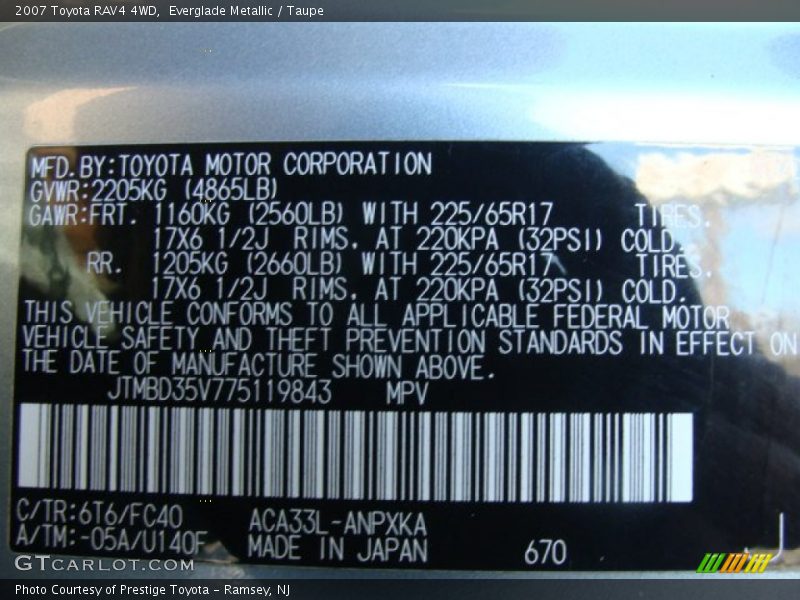 2007 Toyota RAV4 4WD,  Everglade Metallic / Taupe
MFD.BY:TOYOTA MOTOR CORPORATION
GVWR:2205KG (4865LB)
GAWR:FRT. 1160KG (2560LB) WITH 225/65R17 TIRES.
17X6 1/2J RIMS. AT 220KPA (32PSI) COLD.
RR. 1205KG (2660LB) WITH 225/65R17 TIRES.
17X6 1/2J RIMS. AT 220KPA (32PSI) COLD.
THIS VEHICLE CONFORMS TO ALL APPLICABLE FEDERAL MOTOR
VEHICLE SAFETY AND THEFT PREVENTION STANDARDS IN EFFECT ON
THE DATE OF MANUFACTURE SHOWN ABOVE.
JTMBD35V775119843 MPV
C/TR:6T6/FC40 ACA33L-ANPXKA
A/TM:-05A/U140F MADE IN JAPAN 670
GTCARLOT.COM
Photo Courtesy of Prestige Toyota - Ramsey, NJ